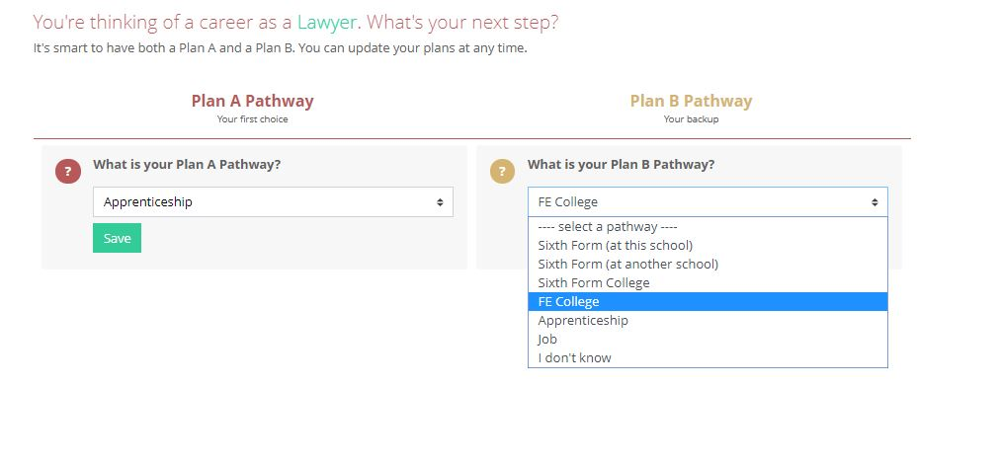 You're thinking of a career as a Lawyer. What's your next step?
It's smart to have both a Plan A and a Plan B. You can update your plans at any time.
Plan A Pathway
Your first choice
Plan B Pathway
Your backup
? What is your Plan A Pathway?
Apprenticeship
Save
? What is your Plan B Pathway?
FE College
---- select a pathway ----
Sixth Form (at this school)
Sixth Form (at another school)
Sixth Form College
FE College
Apprenticeship
Job
I don't know